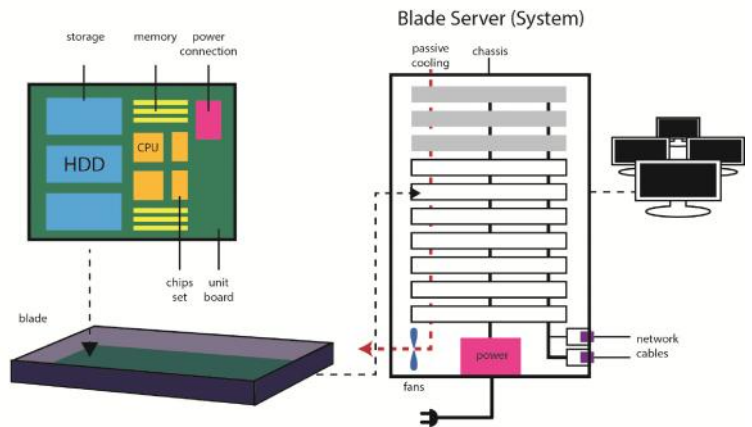 Blade Server (System)
storage
memory
power
connection
passive
cooling
chassis
HDD
CPU
chips
set
unit
board
blade
fans
power
network
cables